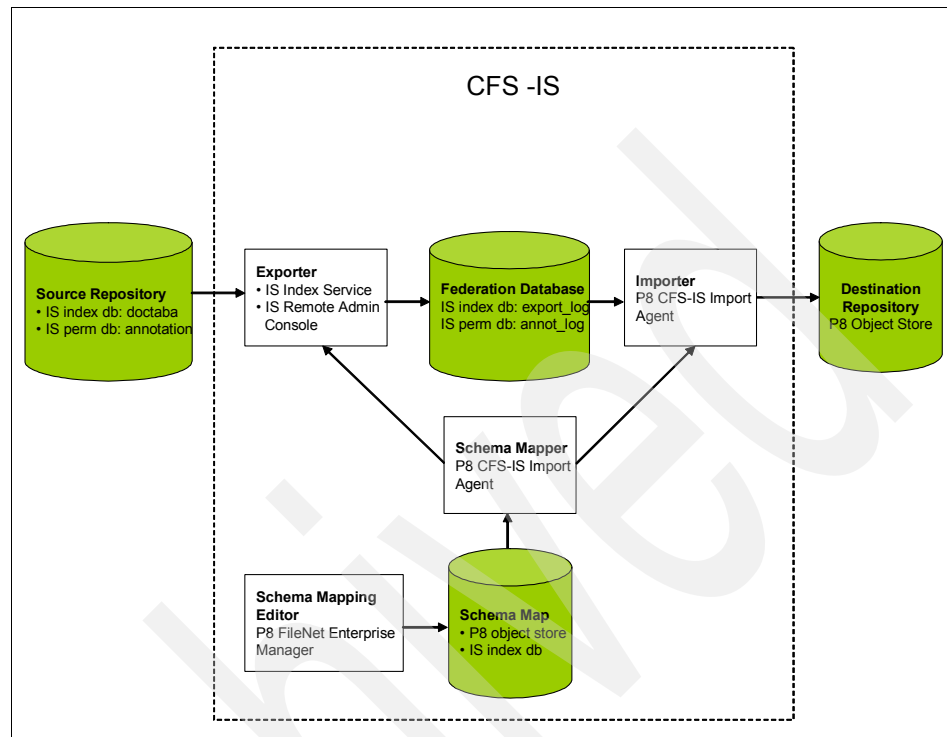 CFS -IS
Source Repository
• IS index db: doctaba
• IS perm db: annotation
Exporter
• IS Index Service
• IS Remote Admin
Console
Federation Database
IS index db: export_log
IS perm db: annot_log
Importer
P8 CFS-IS Import
Agent
Destination
Repository
P8 Object Store
Schema Mapper
P8 CFS-IS Import
Agent
Schema Mapping
Editor
P8 FileNet Enterprise
Manager
Schema Map
• P8 object store
• IS index db
hived